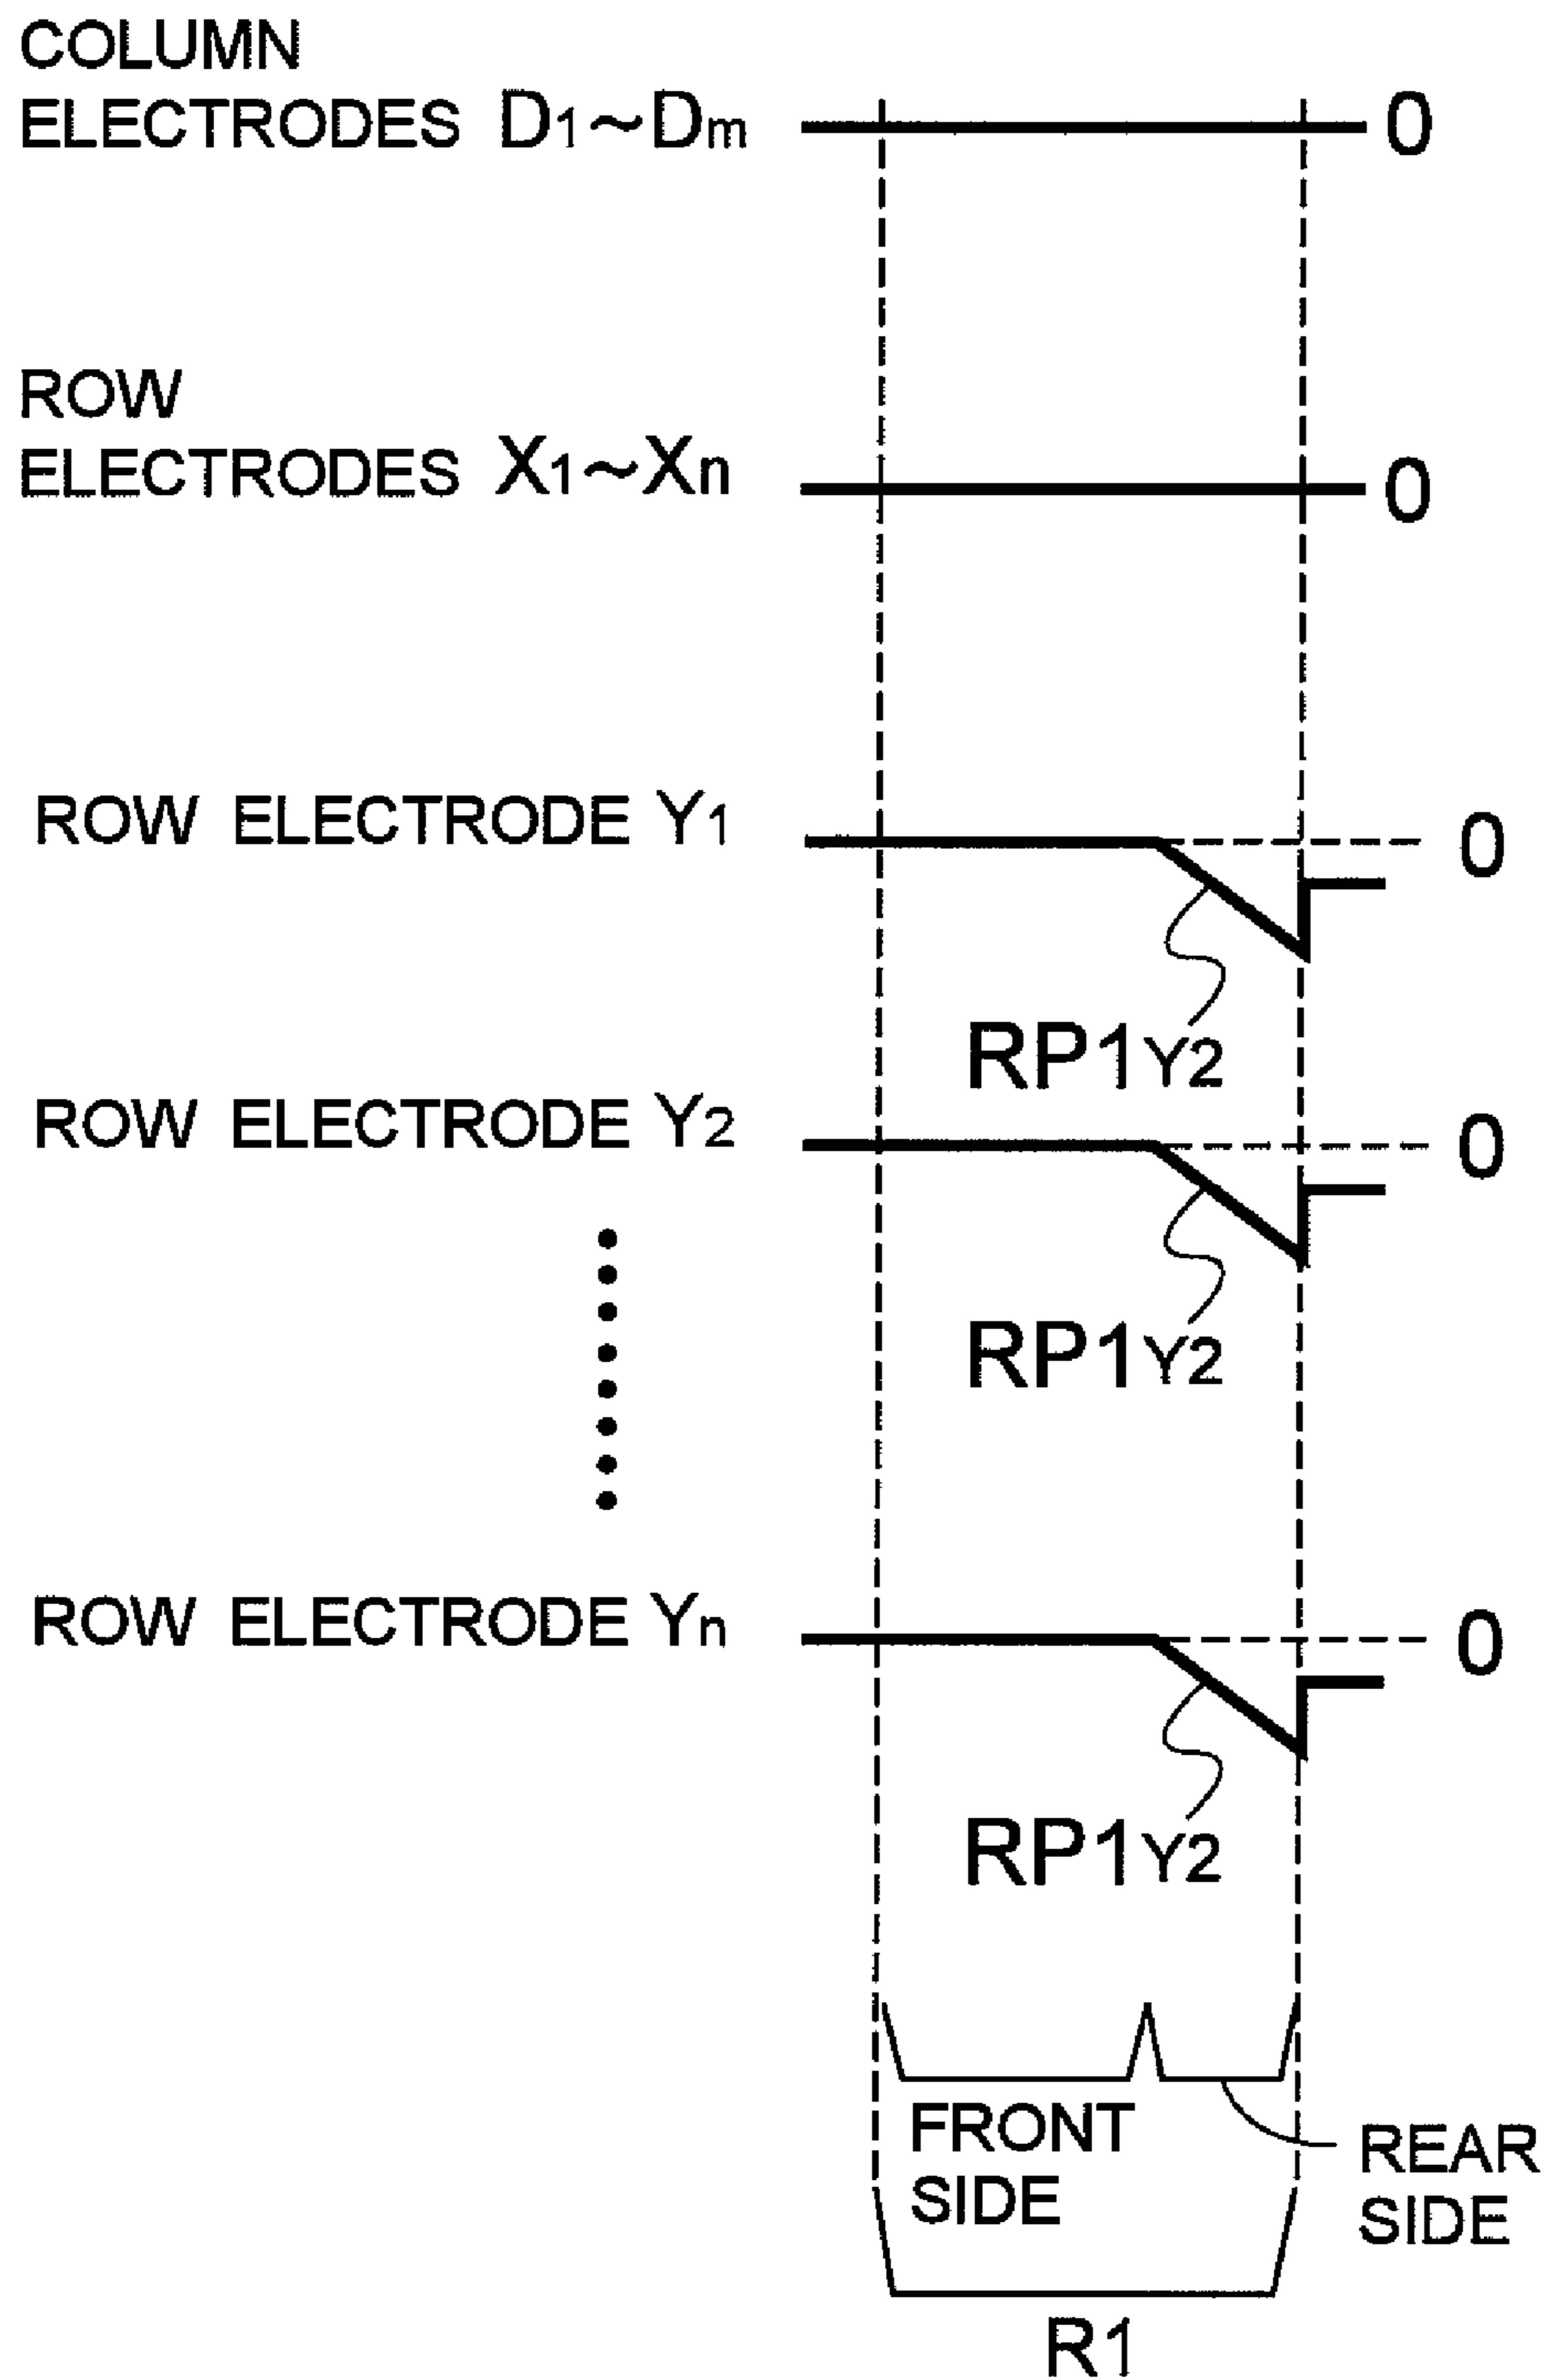 COLUMN
ELECTRODES D1~Dm
0
ROW
ELECTRODES X1~Xn
0
ROW ELECTRODE Y1
0
RP1Y2
ROW ELECTRODE Y2
0
RP1Y2
ROW ELECTRODE Yn
0
RP1Y2
FRONT
SIDE
REAR
SIDE
R1